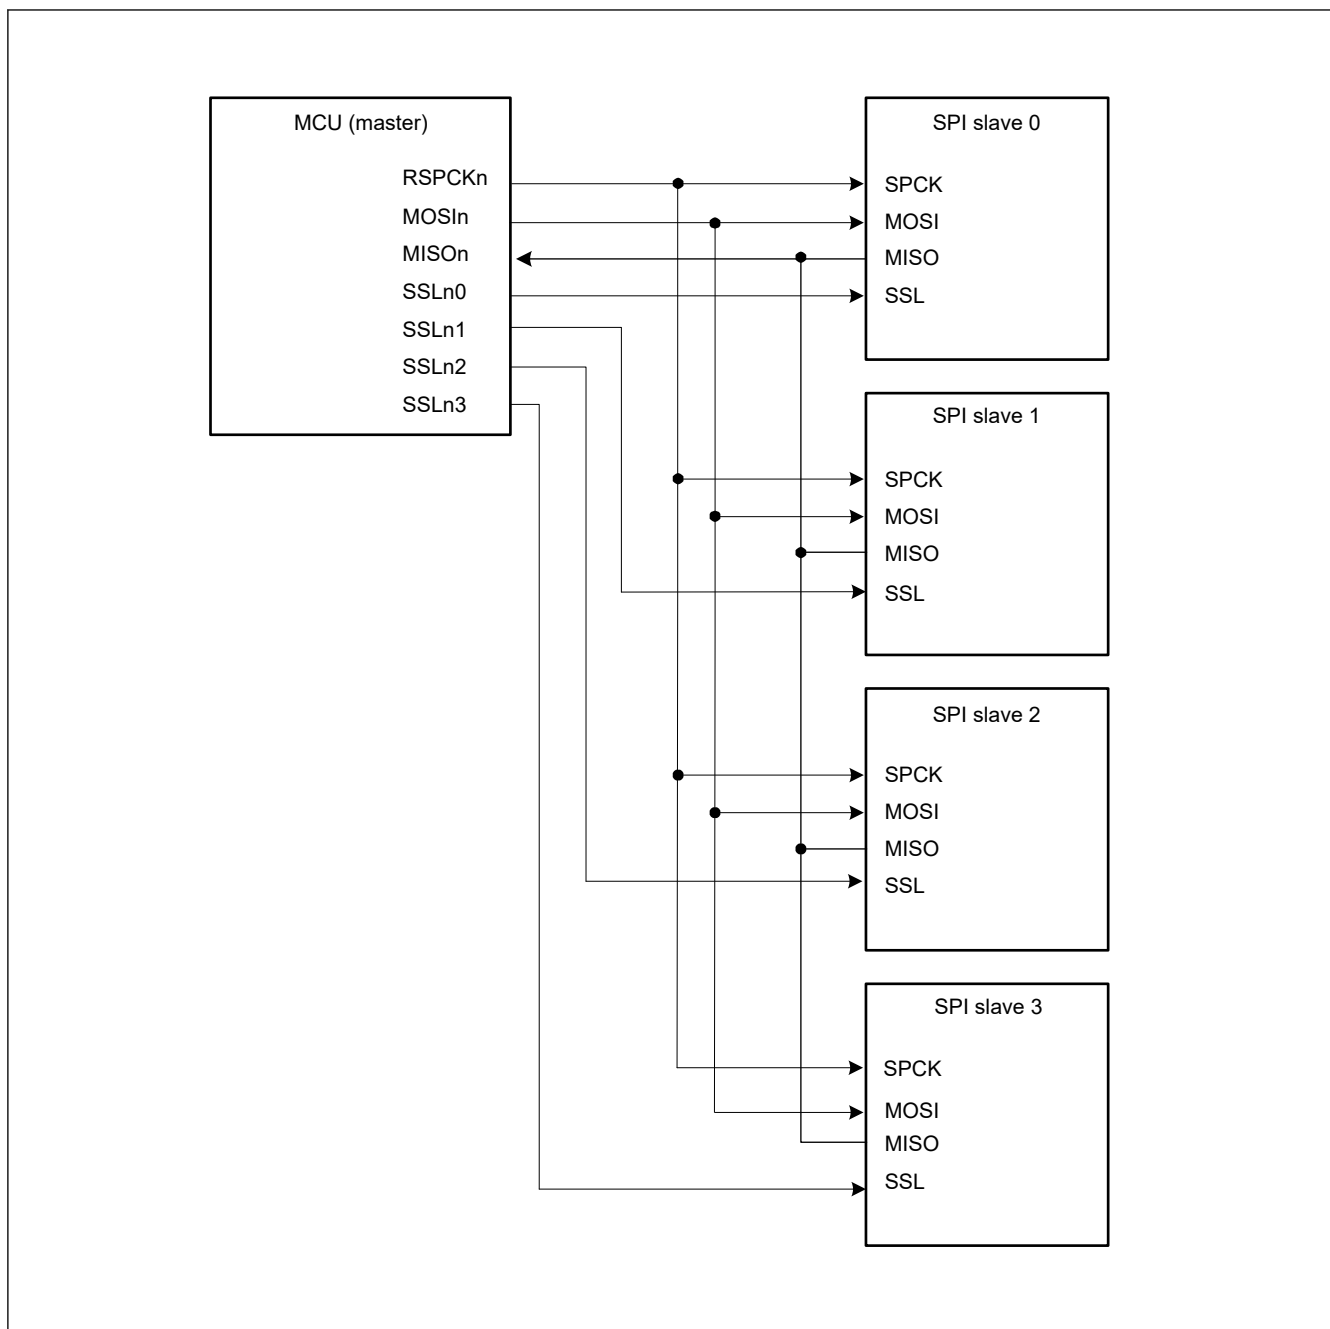 MCU (master)
RSPCKn
MOSIn
MISOn
SSLn0
SSLn1
SSLn2
SSLn3
SPI slave 0
SPCK
MOSI
MISO
SSL
SPI slave 1
SPCK
MOSI
MISO
SSL
SPI slave 2
SPCK
MOSI
MISO
SSL
SPI slave 3
SPCK
MOSI
MISO
SSL